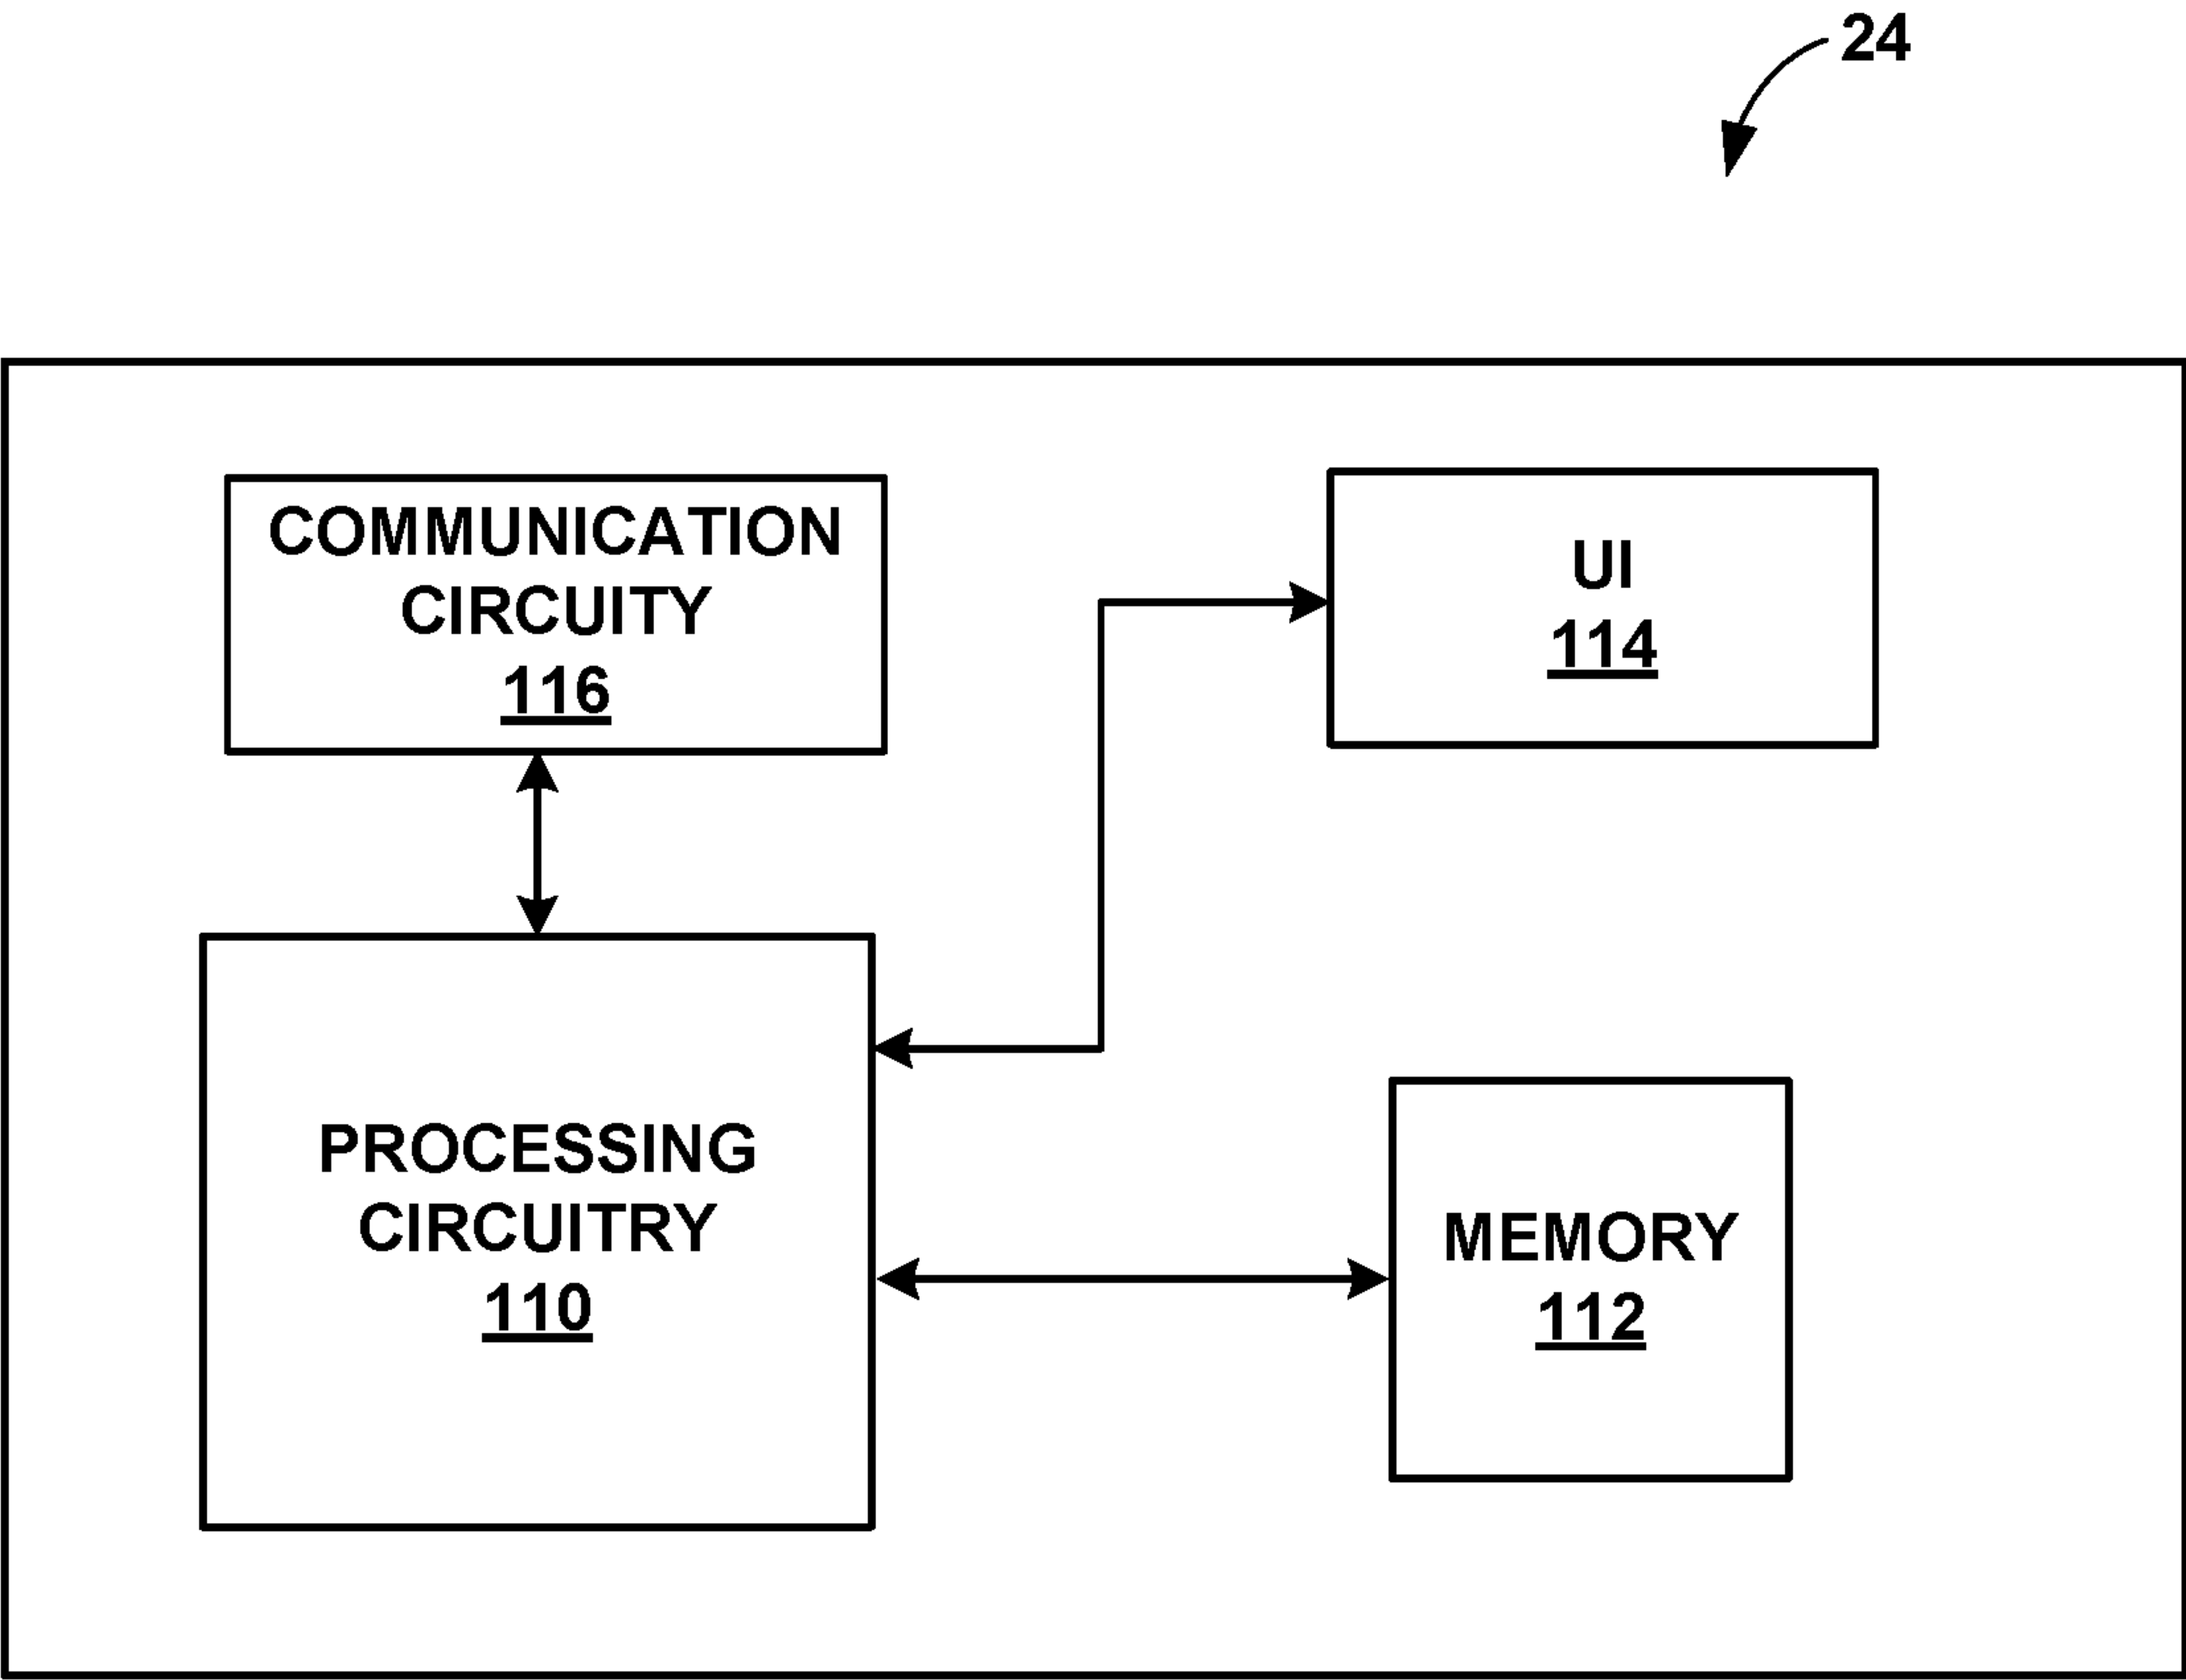 24
COMMUNICATION
CIRCUITY
116
UI
114
PROCESSING
CIRCUITRY
110
MEMORY
112